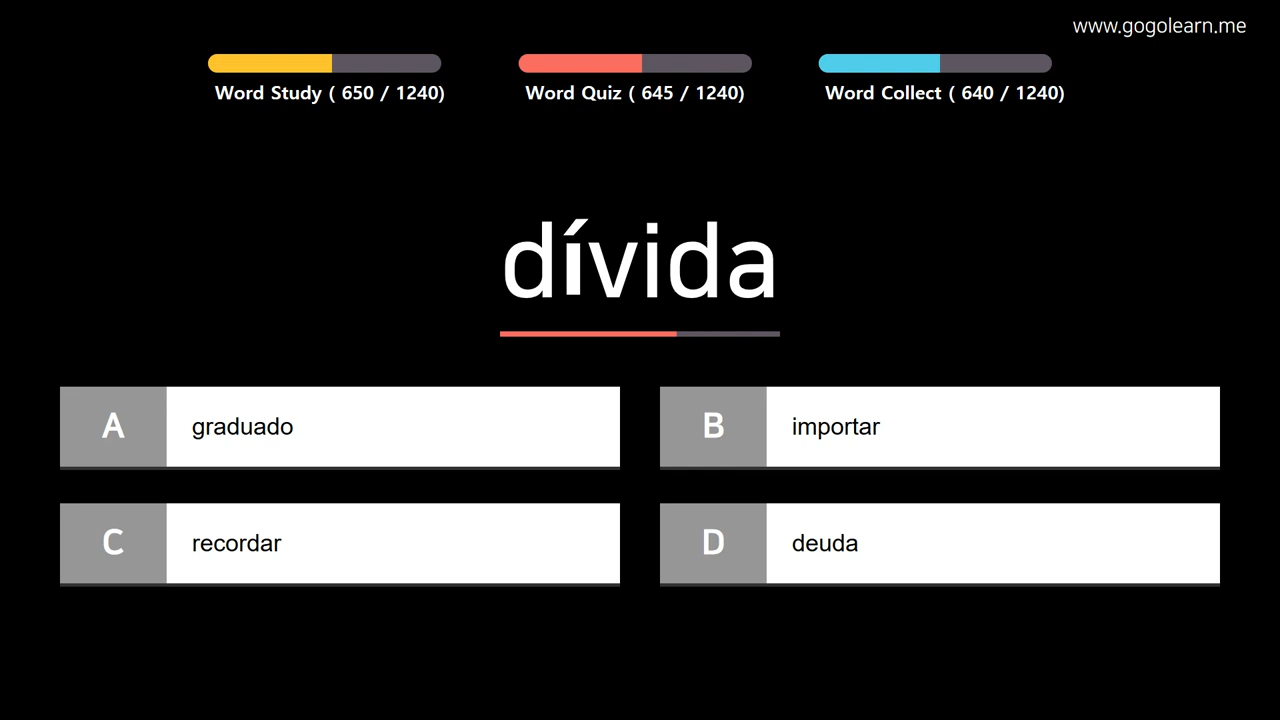 www.gogolearn.me
Word Study ( 650 / 1240)
Word Quiz ( 645 / 1240)
Word Collect ( 640 / 1240)
dívida
A graduado
B importar
C recordar
D deuda